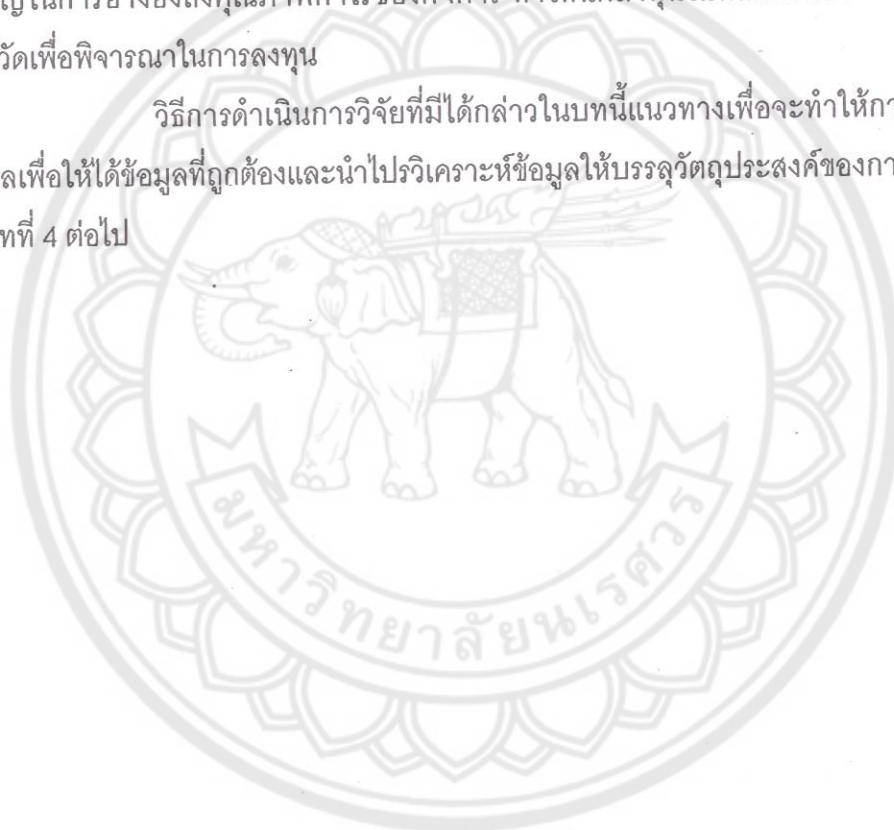 วัดเพื่อพิจารณาในการลงทุน
วิธีการดำเนินการวิจัยที่มีได้กล่าวในบทนี้แนวทางเพื่อจะทำให้กา
ลเพื่อให้ได้ข้อมูลที่ถูกต้องและนำไปรวิเคราะห์ข้อมูลให้บรรลุวัตถุประสงค์ของกา
ทที่ 4 ต่อไป
มหาวิทยาลัยนเรศวร